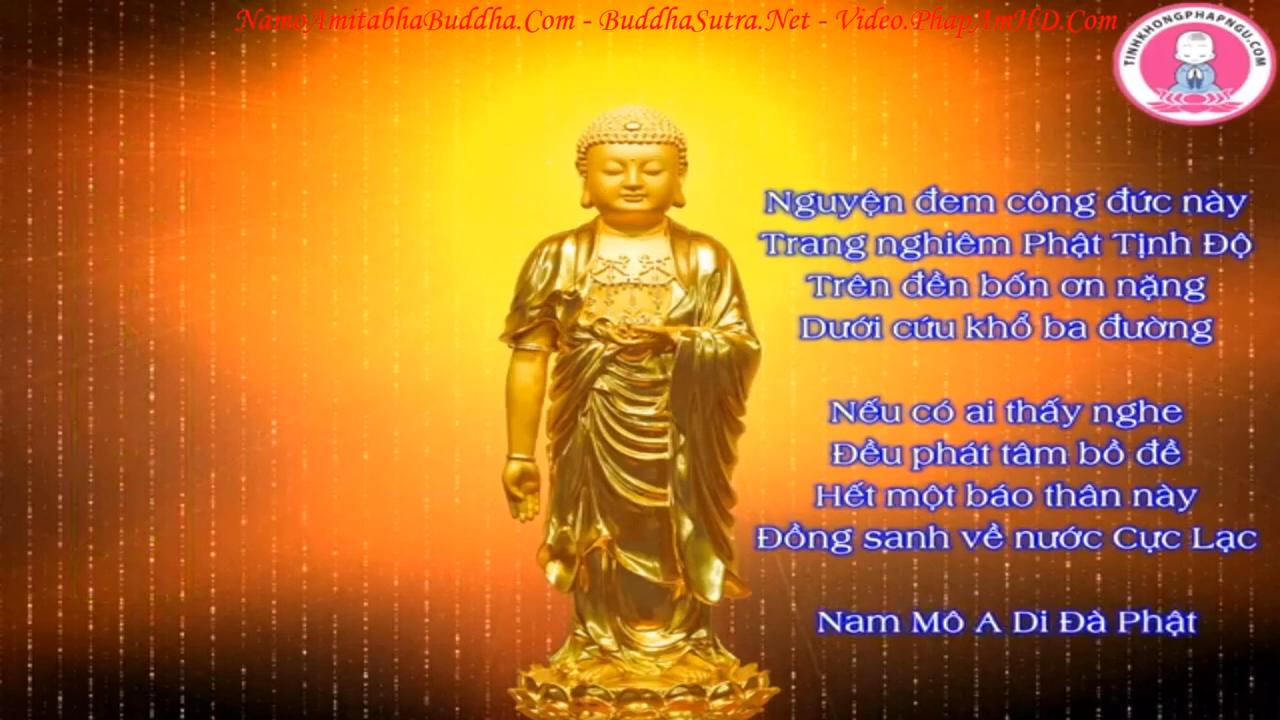 NamoAmitabhaBuddha.Com - BuddhaSutra.Net - Video.PhapAmHD.Com
TINHKHONGPHAPNGU.COM
Nguyện đem công đức này
Trang nghiêm Phật Tịnh Độ
Trên đền bốn ơn nặng
Dưới cứu khổ ba đường
Nếu có ai thấy nghe
Đều phát tâm bồ đề
Hết một báo thân này
Đồng sanh về nước Cực Lạc
Nam Mô A Di Đà Phật